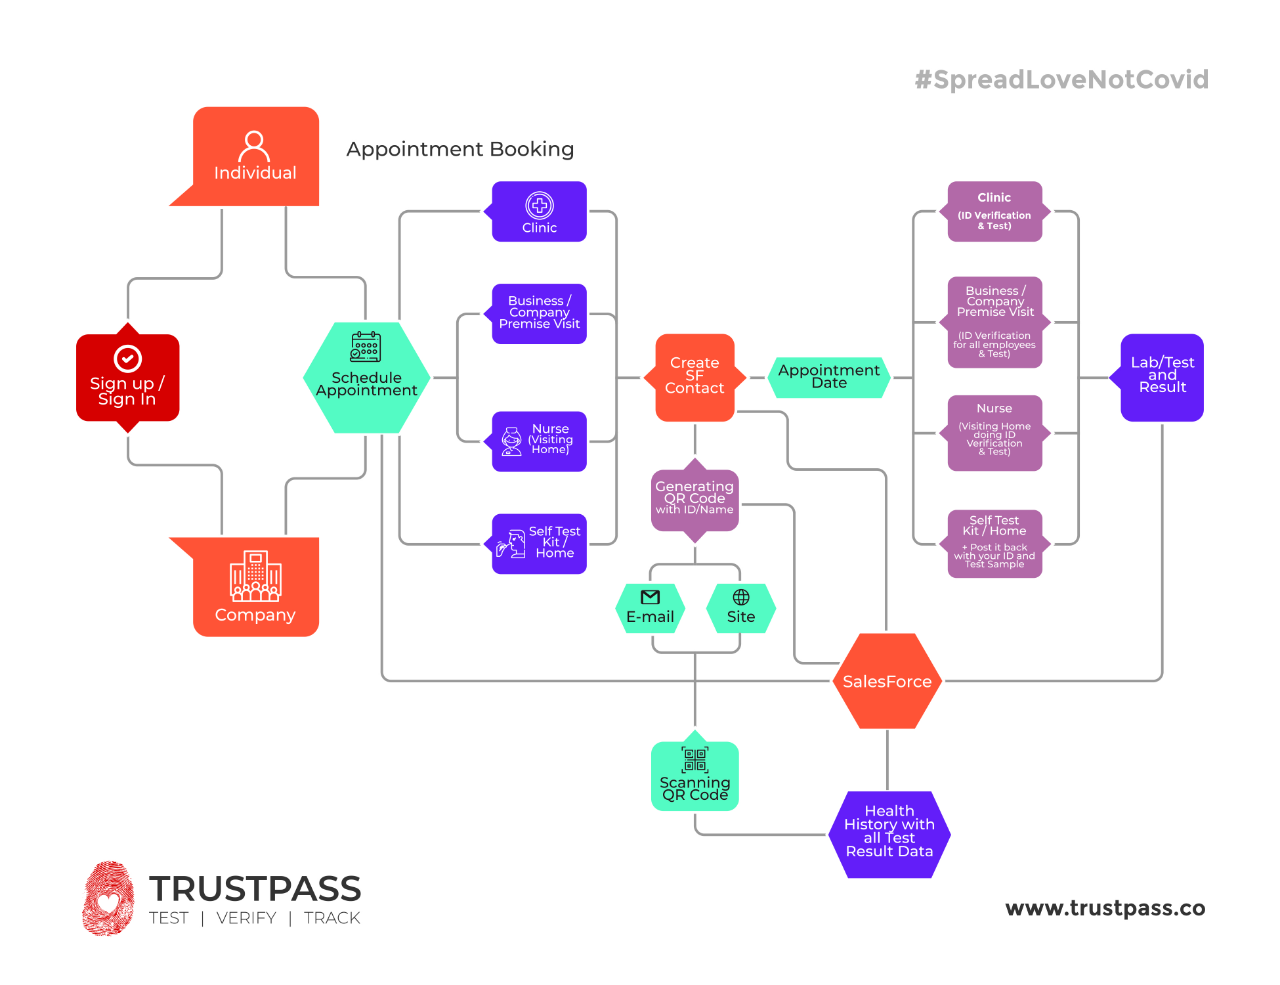 #SpreadLoveNotCovid
Individual
Appointment Booking
Sign up /
Sign In
Company
Schedule
Appointment
Clinic
Business /
Company
Premise Visit
Nurse
(Visiting
Home)
Self Test
Kit /
Home
Create
SF
Contact
Generating
QR Code
with ID/Name
E-mail
Site
Scanning
QR Code
Appointment
Date
Clinic
(ID Verification
& Test)
Business /
Company
Premise Visit
(ID Verification
for all employees
& Test)
Nurse
(Visiting Home
doing ID
Verification
& Test)
Self Test
Kit / Home
+ Post it back
with your ID and
Test Sample
Lab/Test
and
Result
SalesForce
Health
History with
all Test
Result Data
TRUSTPASS
TEST | VERIFY | TRACK
www.trustpass.co